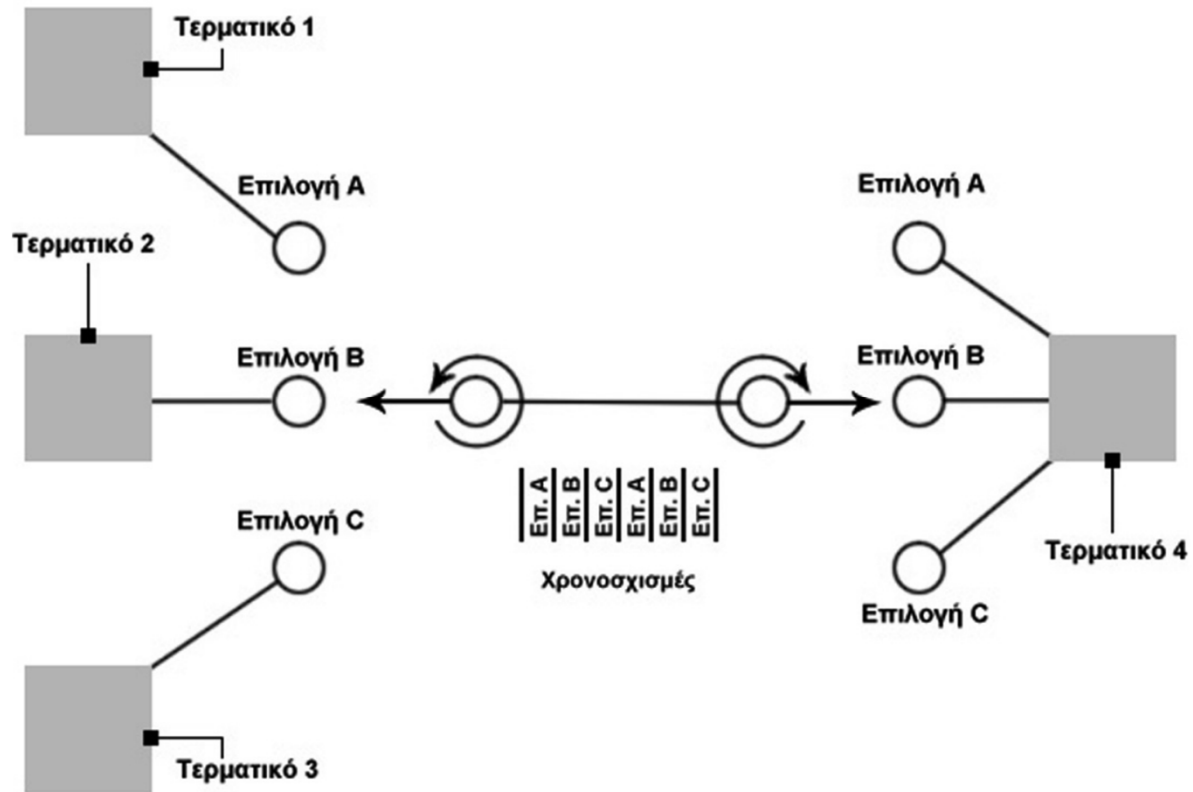 Τερματικό 1
Επιλογή A
Επιλογή A
Τερματικό 2
Επιλογή B
Επιλογή B
Επ. A
Επ. B
Επ. C
Επ. A
Επ. B
Επ. C
Χρονοσχισμές
Επιλογή C
Τερματικό 4
Επιλογή C
Τερματικό 3